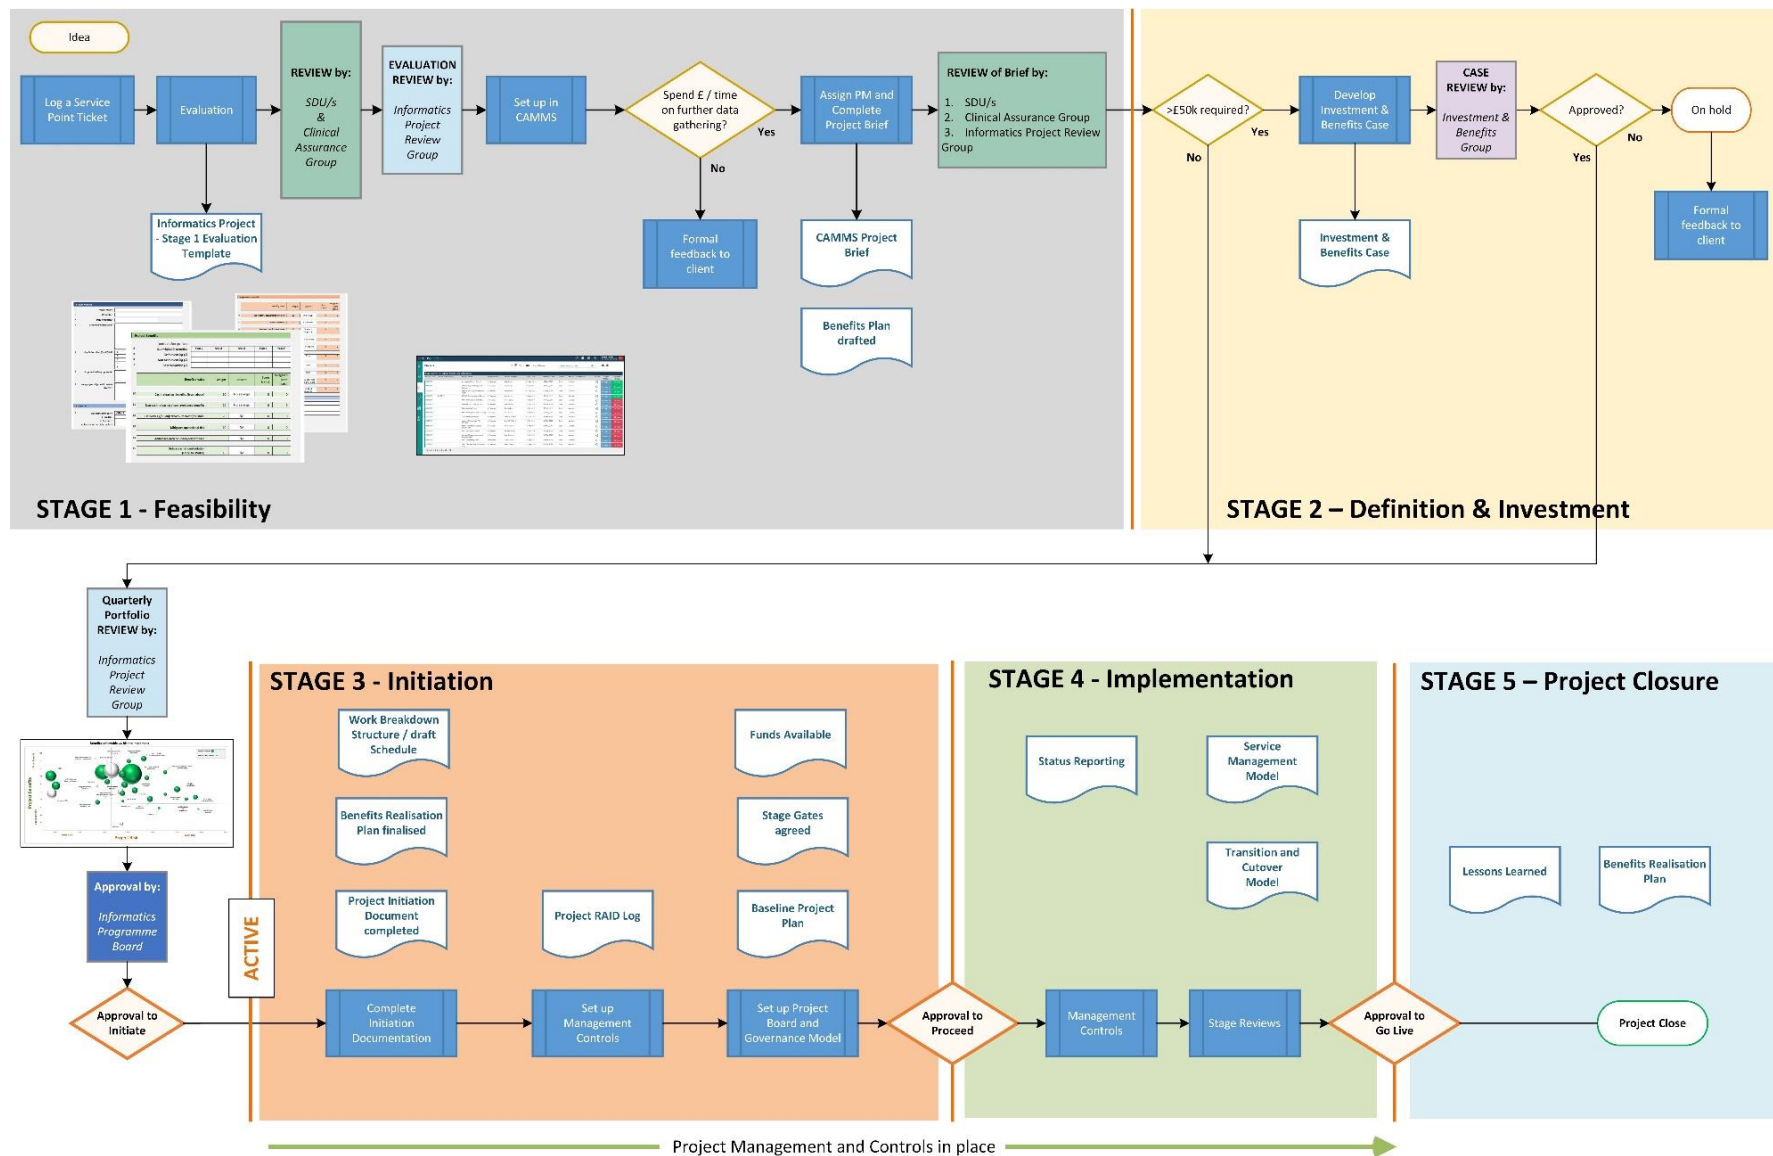 Idea
Log a Service
Point Ticket
Evaluation
REVIEW by:
SDU/s
&
Clinical
Assurance
Group
EVALUATION
REVIEW by:
Informatics
Project
Review
Group
Set up in
CAMMS
Spend £ / time
on further data
gathering?
Yes
No
Assign PM and
Complete
Project Brief
REVIEW of Brief by:
1. SDU/s
2. Clinical Assurance Group
3. Informatics Project Review
Group
>£50k required?
Yes
No
Develop
Investment &
Benefits Case
CASE
REVIEW by:
Investment &
Benefits
Group
Approved?
No
Yes
On hold
Informatics Project
- Stage 1 Evaluation
Template
Formal
feedback to
client
CAMMS Project
Brief
Benefits Plan
drafted
Investment &
Benefits Case
Formal
feedback to
client
STAGE 1 - Feasibility
STAGE 2 – Definition & Investment
Quarterly
Portfolio
REVIEW by:
Informatics
Project
Review
Group
Approval by:
Informatics
Programme
Board
Approval to
Initiate
ACTIVE
STAGE 3 - Initiation
Work Breakdown
Structure / draft
Schedule
Funds Available
Benefits Realisation
Plan finalised
Stage Gates
agreed
Project Initiation
Document
completed
Project RAID Log
Baseline Project
Plan
Complete
Initiation
Documentation
Set up
Management
Controls
Set up Project
Board and
Governance Model
Approval to
Proceed
STAGE 4 - Implementation
Status Reporting
Service
Management
Model
Transition and
Cutover
Model
Management
Controls
Stage Reviews
Approval to
Go Live
STAGE 5 – Project Closure
Lessons Learned
Benefits Realisation
Plan
Project Close
Project Management and Controls in place